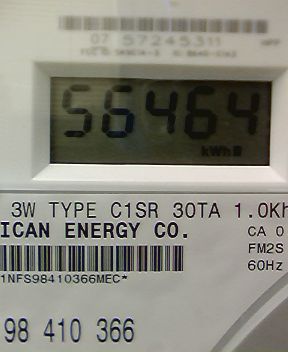 07 57245311
56464
kWh
3W TYPE C1SR 30TA 1.0Kh
ICAN ENERGY CO.
CA 0
FM2S
60Hz
1NFS98410366MEC*
98 410 366